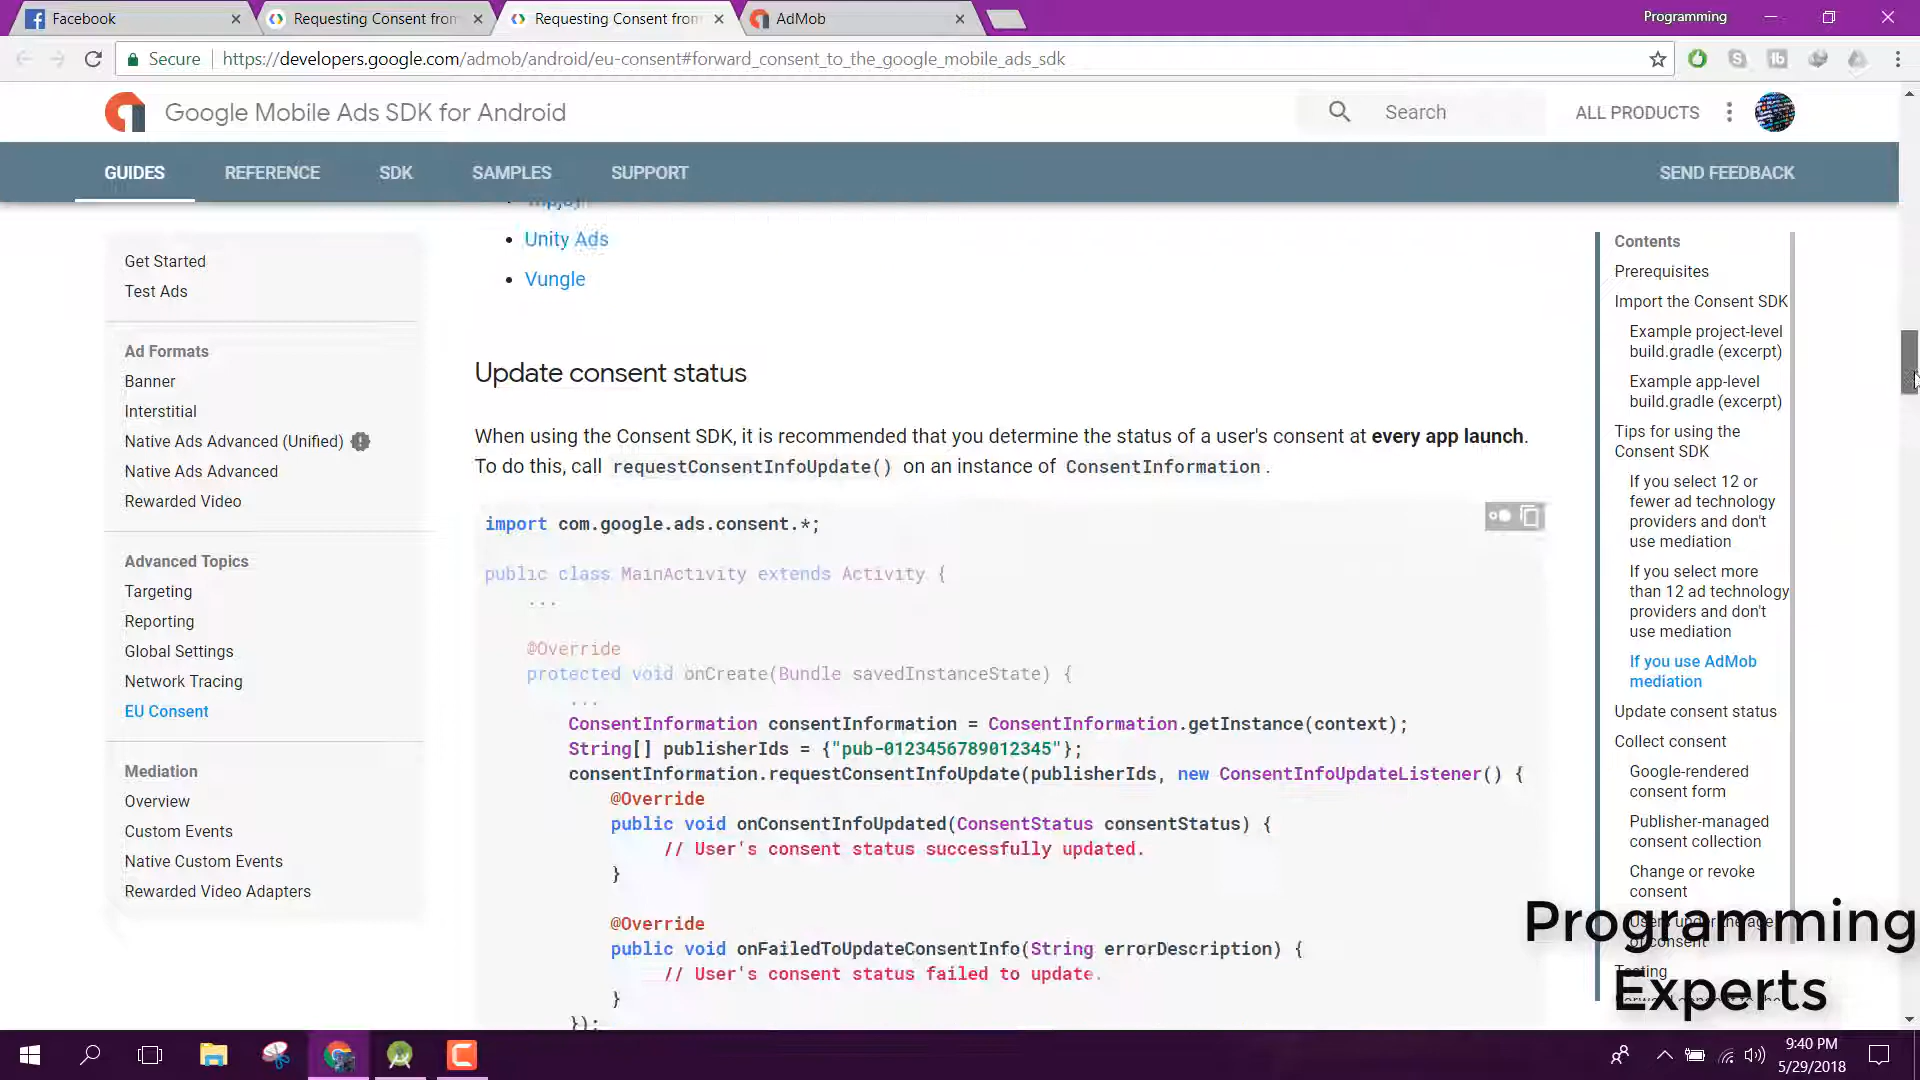 Facebook
Requesting Consent from
Requesting Consent from
AdMob
Programming
Secure
https://developers.google.com/admob/android/eu-consent#forward_consent_to_the_google_mobile_ads_sdk
Google Mobile Ads SDK for Android
Search
ALL PRODUCTS
GUIDES
REFERENCE
SDK
SAMPLES
SUPPORT
SEND FEEDBACK
Get Started
Test Ads
Ad Formats
Banner
Interstitial
Native Ads Advanced (Unified)
Native Ads Advanced
Rewarded Video
Advanced Topics
Targeting
Reporting
Global Settings
Network Tracing
EU Consent
Mediation
Overview
Custom Events
Native Custom Events
Rewarded Video Adapters
Unity Ads
Vungle
Update consent status
When using the Consent SDK, it is recommended that you determine the status of a user's consent at every app launch.
To do this, call requestConsentInfoUpdate() on an instance of ConsentInformation.
import com.google.ads.consent.*;
public class MainActivity extends Activity {
...
@Override
protected void onCreate(Bundle savedInstanceState) {
...
ConsentInformation consentInformation = ConsentInformation.getInstance(context);
String[] publisherIds = {"pub-0123456789012345"};
consentInformation.requestConsentInfoUpdate(publisherIds, new ConsentInfoUpdateListener() {
@Override
public void onConsentInfoUpdated(ConsentStatus consentStatus) {
// User's consent status successfully updated.
}
@Override
public void onFailedToUpdateConsentInfo(String errorDescription) {
// User's consent status failed to update.
}
});
Contents
Prerequisites
Import the Consent SDK
Example project-level
build.gradle (excerpt)
Example app-level
build.gradle (excerpt)
Tips for using the
Consent SDK
If you select 12 or
fewer ad technology
providers and don't
use mediation
If you select more
than 12 ad technology
providers and don't
use mediation
If you use AdMob
mediation
Update consent status
Collect consent
Google-rendered
consent form
Publisher-managed
consent collection
Change or revoke
consent
Users under the age
of consent
Testing
Programming
Experts
9:40 PM
5/29/2018